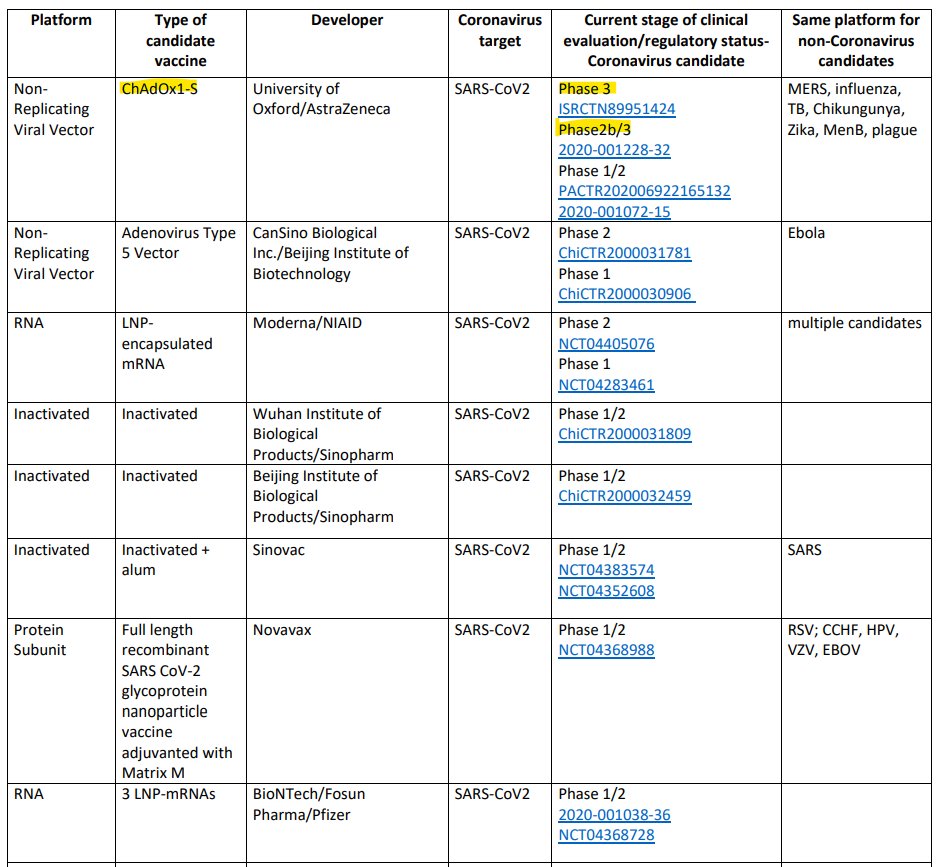 Platform
Type of
candidate
vaccine
Developer
Coronavirus
target
Current stage of clinical
evaluation/regulatory status-
Coronavirus candidate
Same platform for
non-Coronavirus
candidates
Non-
Replicating
Viral Vector
ChAdOx1-S
University of
Oxford/AstraZeneca
SARS-CoV2
Phase 3
ISRCTN89951424
Phase2b/3
2020-001228-32
Phase 1/2
PACTR202006922165132
2020-001072-15
MERS, influenza,
TB, Chikungunya,
Zika, MenB, plague
Non-
Replicating
Viral Vector
Adenovirus Type
5 Vector
CanSino Biological
Inc./Beijing Institute of
Biotechnology
SARS-CoV2
Phase 2
ChiCTR2000031781
Phase 1
ChiCTR2000030906
Ebola
RNA
LNP-
encapsulated
mRNA
Moderna/NIAID
SARS-CoV2
Phase 2
NCT04405076
Phase 1
NCT04283461
multiple candidates
Inactivated
Inactivated
Wuhan Institute of
Biological
Products/Sinopharm
SARS-CoV2
Phase 1/2
ChiCTR2000031809
Inactivated
Inactivated
Beijing Institute of
Biological
Products/Sinopharm
SARS-CoV2
Phase 1/2
ChiCTR2000032459
Inactivated
Inactivated +
alum
Sinovac
SARS-CoV2
Phase 1/2
NCT04383574
NCT04352608
SARS
Protein
Subunit
Full length
recombinant
SARS CoV-2
glycoprotein
nanoparticle
vaccine
adjuvanted with
Matrix M
Novavax
SARS-CoV2
Phase 1/2
NCT04368988
RSV; CCHF, HPV,
VZV, EBOV
RNA
3 LNP-mRNAs
BioNTech/Fosun
Pharma/Pfizer
SARS-CoV2
Phase 1/2
2020-001038-36
NCT04368728